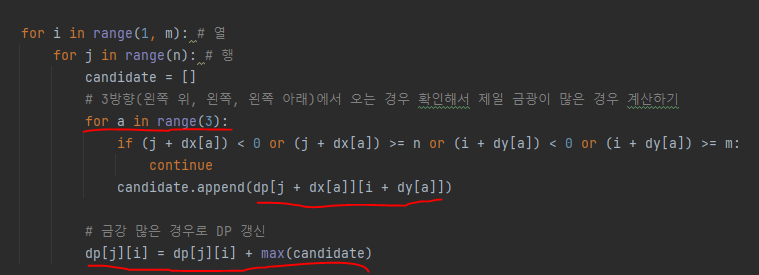 for i in range(1, m): # 열
    for j in range(n): # 행
        candidate = []
        # 3방향(왼쪽 위, 왼쪽, 왼쪽 아래)에서 오는 경우 확인해서 제일 금광이 많은 경우 계산하기
        for a in range(3):
            if (j + dx[a]) < 0 or (j + dx[a]) >= n or (i + dy[a]) < 0 or (i + dy[a]) >= m:
                continue
            candidate.append(dp[j + dx[a]][i + dy[a]])
        # 금강 많은 경우로 DP 갱신
        dp[j][i] = dp[j][i] + max(candidate)